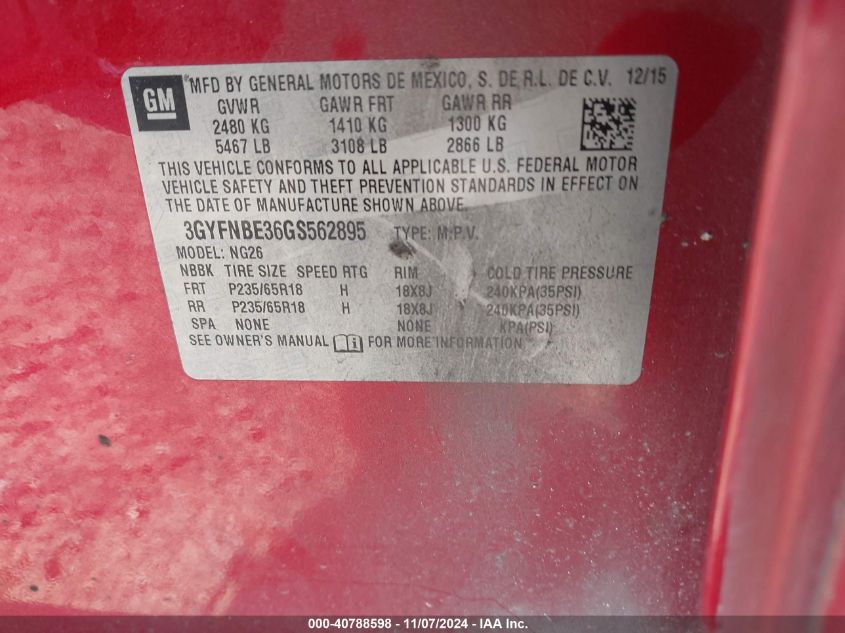 GM
MFD BY GENERAL MOTORS DE MEXICO, S. DE R.L. DE C.V. 12/15
GVWR GAWR FRT GAWR RR
2480 KG 1410 KG 1300 KG
5467 LB 3108 LB 2866 LB
THIS VEHICLE CONFORMS TO ALL APPLICABLE U.S. FEDERAL MOTOR
VEHICLE SAFETY AND THEFT PREVENTION STANDARDS IN EFFECT ON
THE DATE OF MANUFACTURE SHOWN ABOVE.
3GYFNBE36GS562895 TYPE: M.P.V.
MODEL: NG26
NBBK TIRE SIZE SPEED RTG RIM COLD TIRE PRESSURE
FRT P235/65R18 H 18X8J 240KPA(35PSI)
RR P235/65R18 H 18X8J 240KPA(35PSI)
SPA NONE NONE KPA(PSI)
SEE OWNER'S MANUAL FOR MORE INFORMATION
000-40788598 - 11/07/2024 - IAA Inc.